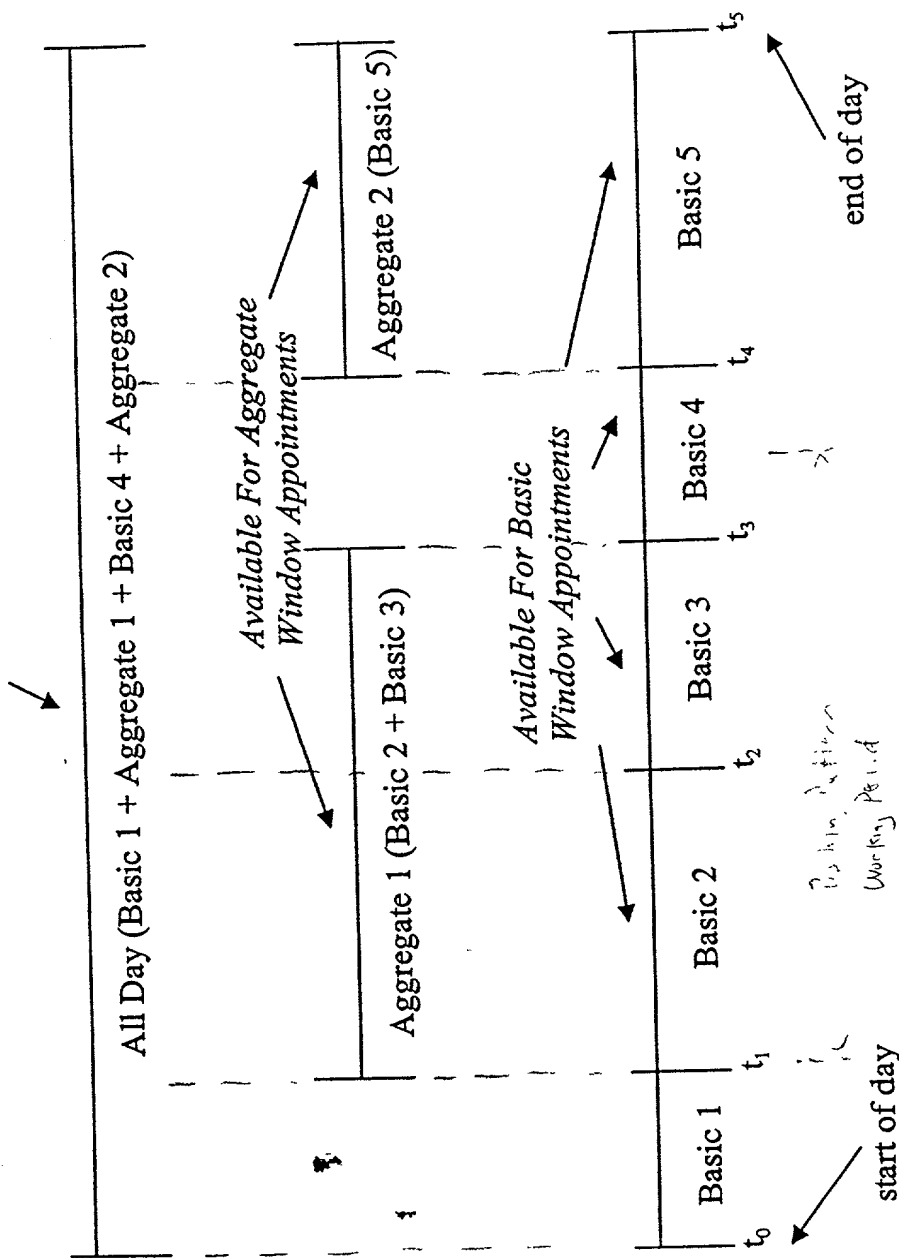 All Day (Basic 1 + Aggregate 1 + Basic 4 + Aggregate 2)
Available For Aggregate
Window Appointments
Aggregate 1 (Basic 2 + Basic 3)
Aggregate 2 (Basic 5)
Available For Basic
Window Appointments
Basic 1
Basic 2
Basic 3
Basic 4
Basic 5
t₀
t₁
t₂
t₃
t₄
t₅
Working Period
start of day
end of day